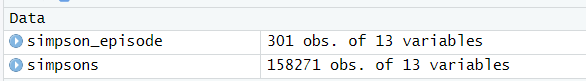 Data
simpson_episode 301 obs. of 13 variables
simpsons 158271 obs. of 13 variables